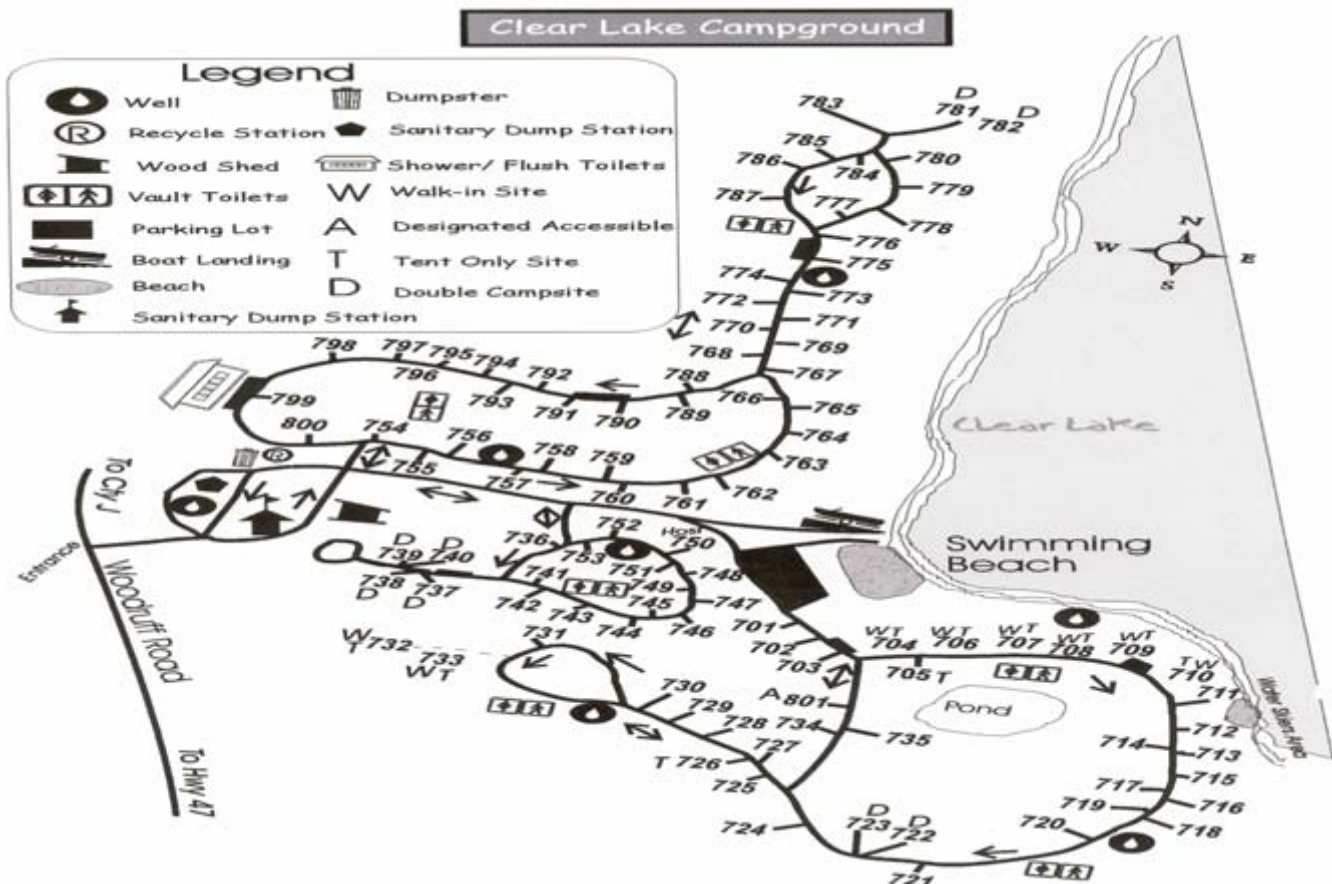 Clear Lake Campground
Legend
Well
Dumpster
R Recycle Station
Sanitary Dump Station
Wood Shed
Shower/ Flush Toilets
Vault Toilets
W Walk-in Site
Parking Lot
A Designated Accessible
Boat Landing
T Tent Only Site
Beach
D Double Campsite
Sanitary Dump Station
D
783 781 D
782
785 780
786 784
779
787 777
778
776
775
774 773
772
771
770
769
768
767
N
W E
S
798 797 795 794
796 792 788
793 791 790 789
799
766 765
764
763
762
800 754 756
R
755 758 759
757 760 761
Clear Lake
To Cty J
Entrance
Woodruff Road
To Hwy 47
Swimming
Beach
Host
752 750
736 753 751 748
D D
739 740 741 749
738 737 742 745 747
D D
743 744 746
701
702
703
W
T 732
733
W T
731
730
729
728
727
T 726
725
724
WT WT WT WT WT
704 706 707 708 709
705 T
T W
710
711
712
713
714
715
716
717
718
719
720
Pond
A 801
734 735
D D
723 722
721
Water Skiers Area